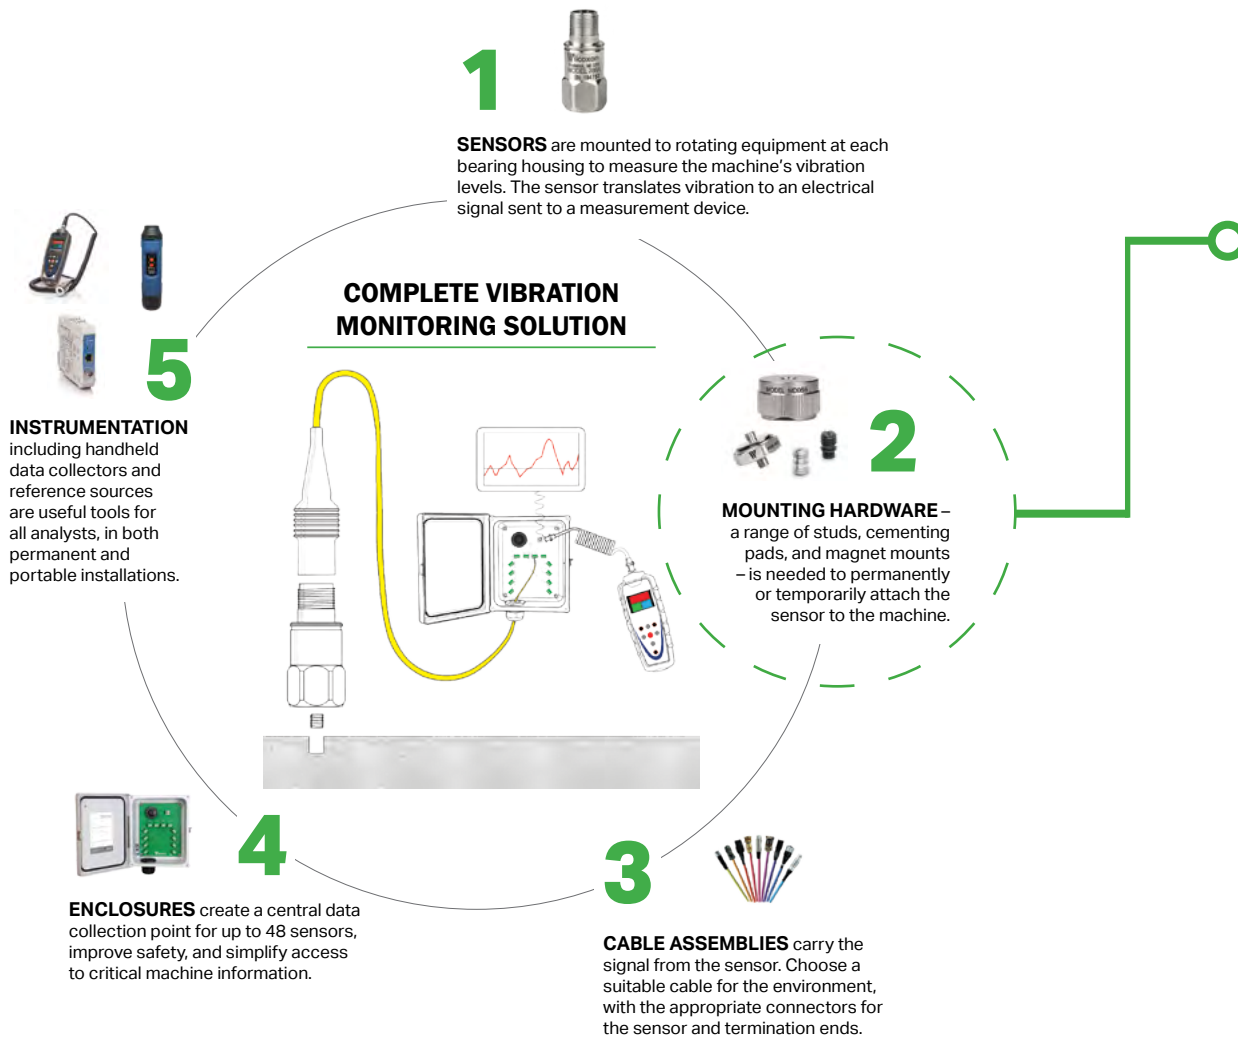 1
SENSORS are mounted to rotating equipment at each
bearing housing to measure the machine's vibration
levels. The sensor translates vibration to an electrical
signal sent to a measurement device.
COMPLETE VIBRATION
MONITORING SOLUTION
2
MOUNTING HARDWARE –
a range of studs, cementing
pads, and magnet mounts
– is needed to permanently
or temporarily attach the
sensor to the machine.
3
CABLE ASSEMBLIES carry the
signal from the sensor. Choose a
suitable cable for the environment,
with the appropriate connectors for
the sensor and termination ends.
4
ENCLOSURES create a central data
collection point for up to 48 sensors,
improve safety, and simplify access
to critical machine information.
5
INSTRUMENTATION
including handheld
data collectors and
reference sources
are useful tools for
all analysts, in both
permanent and
portable installations.